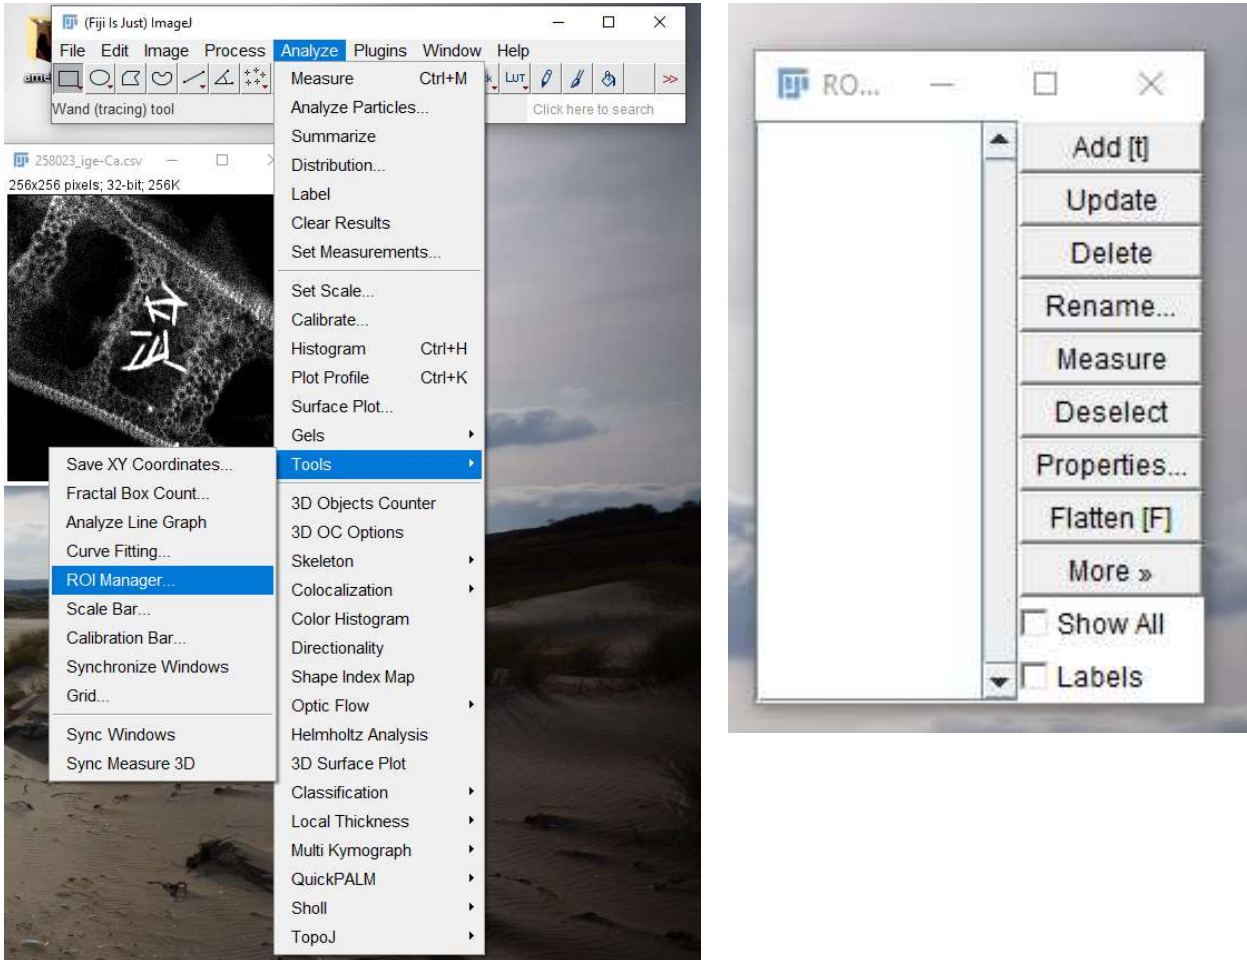 (Fiji Is Just) ImageJ
File Edit Image Process Analyze Plugins Window Help
LUT
Wand (tracing) tool
Click here to search
258023_ige-Ca.csv
256x256 pixels; 32-bit; 256K
Measure Ctrl+M
Analyze Particles...
Summarize
Distribution...
Label
Clear Results
Set Measurements...
Set Scale...
Calibrate...
Histogram Ctrl+H
Plot Profile Ctrl+K
Surface Plot...
Gels
Tools
3D Objects Counter
3D OC Options
Skeleton
Colocalization
Color Histogram
Directionality
Shape Index Map
Optic Flow
Helmholtz Analysis
3D Surface Plot
Classification
Local Thickness
Multi Kymograph
QuickPALM
Sholl
TopoJ
Save XY Coordinates...
Fractal Box Count...
Analyze Line Graph
Curve Fitting...
ROI Manager...
Scale Bar...
Calibration Bar...
Synchronize Windows
Grid...
Sync Windows
Sync Measure 3D
RO...
Add [t]
Update
Delete
Rename...
Measure
Deselect
Properties...
Flatten [F]
More »
Show All
Labels